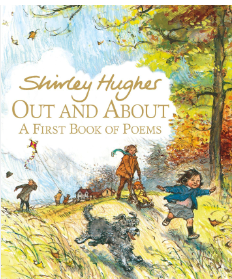 Shirley Hughes
OUT AND ABOUT
A FIRST BOOK OF POEMS